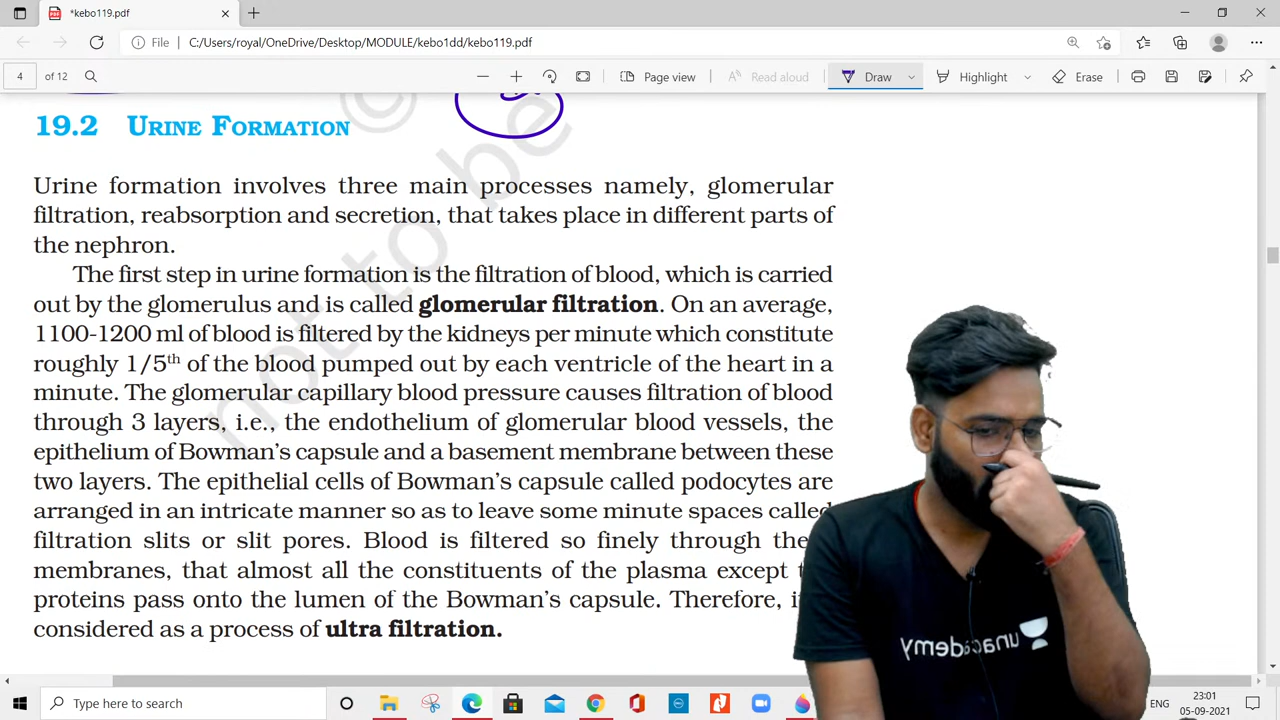 *kebo119.pdf
File
C:/Users/royal/OneDrive/Desktop/MODULE/kebo1dd/kebo119.pdf
4 of 12
Page view
Read aloud
Draw
Highlight
Erase
19.2 URINE FORMATION
Urine formation involves three main processes namely, glomerular
filtration, reabsorption and secretion, that takes place in different parts of
the nephron.
The first step in urine formation is the filtration of blood, which is carried
out by the glomerulus and is called glomerular filtration. On an average,
1100-1200 ml of blood is filtered by the kidneys per minute which constitute
roughly 1/5th of the blood pumped out by each ventricle of the heart in a
minute. The glomerular capillary blood pressure causes filtration of blood
through 3 layers, i.e., the endothelium of glomerular blood vessels, the
epithelium of Bowman's capsule and a basement membrane between these
two layers. The epithelial cells of Bowman's capsule called podocytes are
arranged in an intricate manner so as to leave some minute spaces called
filtration slits or slit pores. Blood is filtered so finely through
membranes, that almost all the constituents of the plasma except
proteins pass onto the lumen of the Bowman's capsule. Therefore,
considered as a process of ultra filtration.
© not to be
unacademy
Type here to search
ENG
23:01
05-09-2021